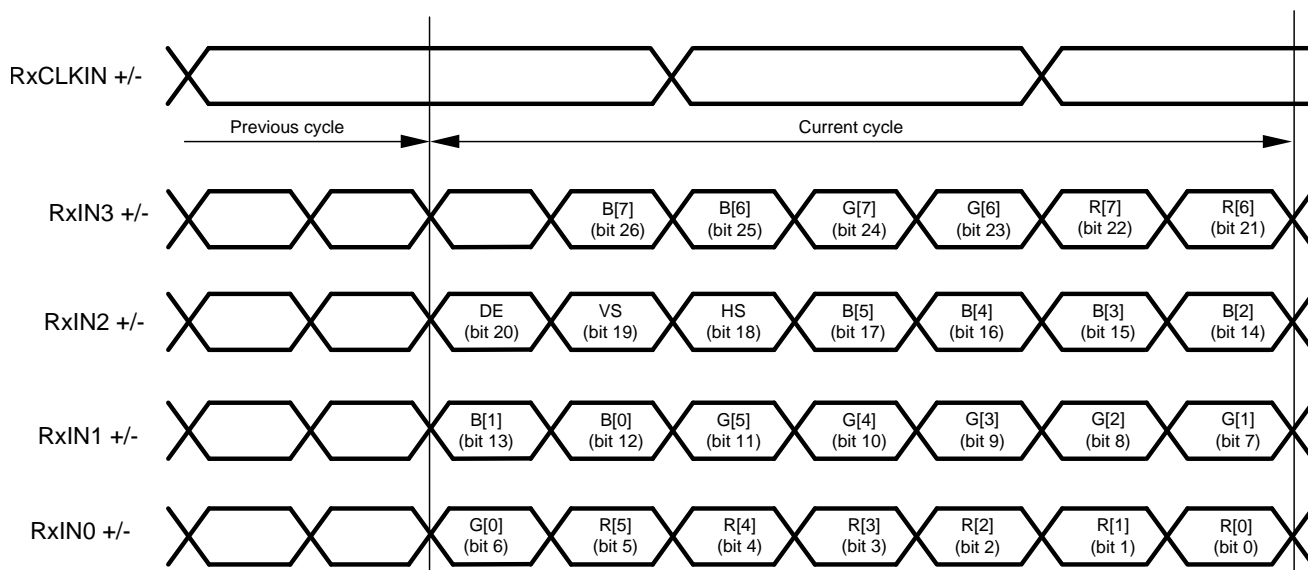 RxCLKIN +/-
Previous cycle
Current cycle
RxIN3 +/-
B[7]
(bit 26)
B[6]
(bit 25)
G[7]
(bit 24)
G[6]
(bit 23)
R[7]
(bit 22)
R[6]
(bit 21)
RxIN2 +/-
DE
(bit 20)
VS
(bit 19)
HS
(bit 18)
B[5]
(bit 17)
B[4]
(bit 16)
B[3]
(bit 15)
B[2]
(bit 14)
RxIN1 +/-
B[1]
(bit 13)
B[0]
(bit 12)
G[5]
(bit 11)
G[4]
(bit 10)
G[3]
(bit 9)
G[2]
(bit 8)
G[1]
(bit 7)
RxIN0 +/-
G[0]
(bit 6)
R[5]
(bit 5)
R[4]
(bit 4)
R[3]
(bit 3)
R[2]
(bit 2)
R[1]
(bit 1)
R[0]
(bit 0)